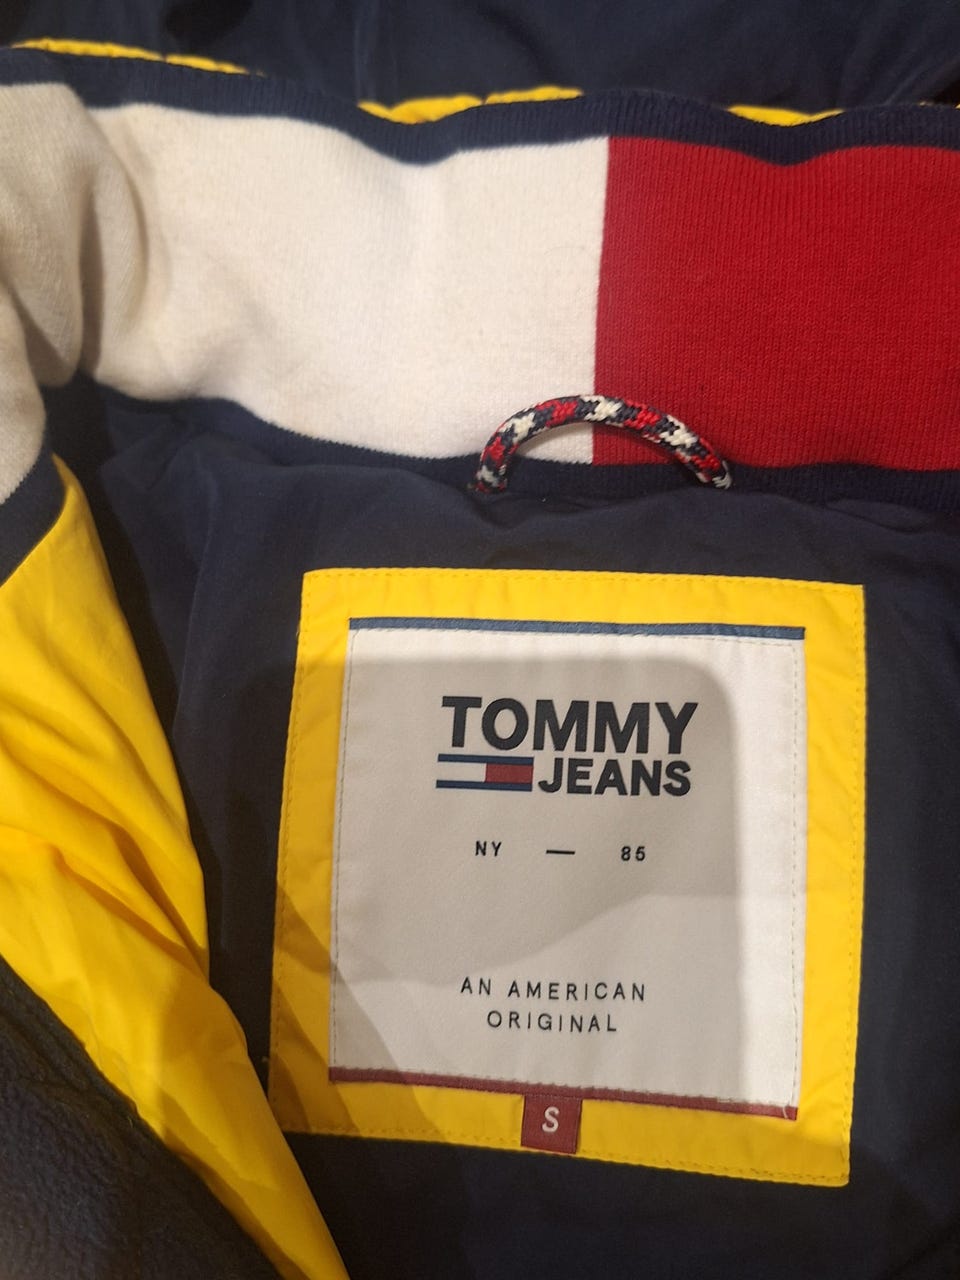 TOMMY
JEANS
NY — 85
AN AMERICAN
ORIGINAL
S